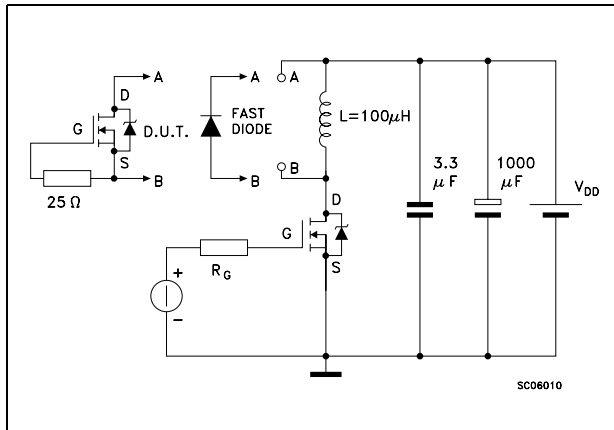 A
A
A
D
G
D.U.T.
FAST
DIODE
L=100μH
S
B
B
B
25 Ω
3.3
μF
1000
μF
V_DD
D
G
S
R_G
+
−
SC06010